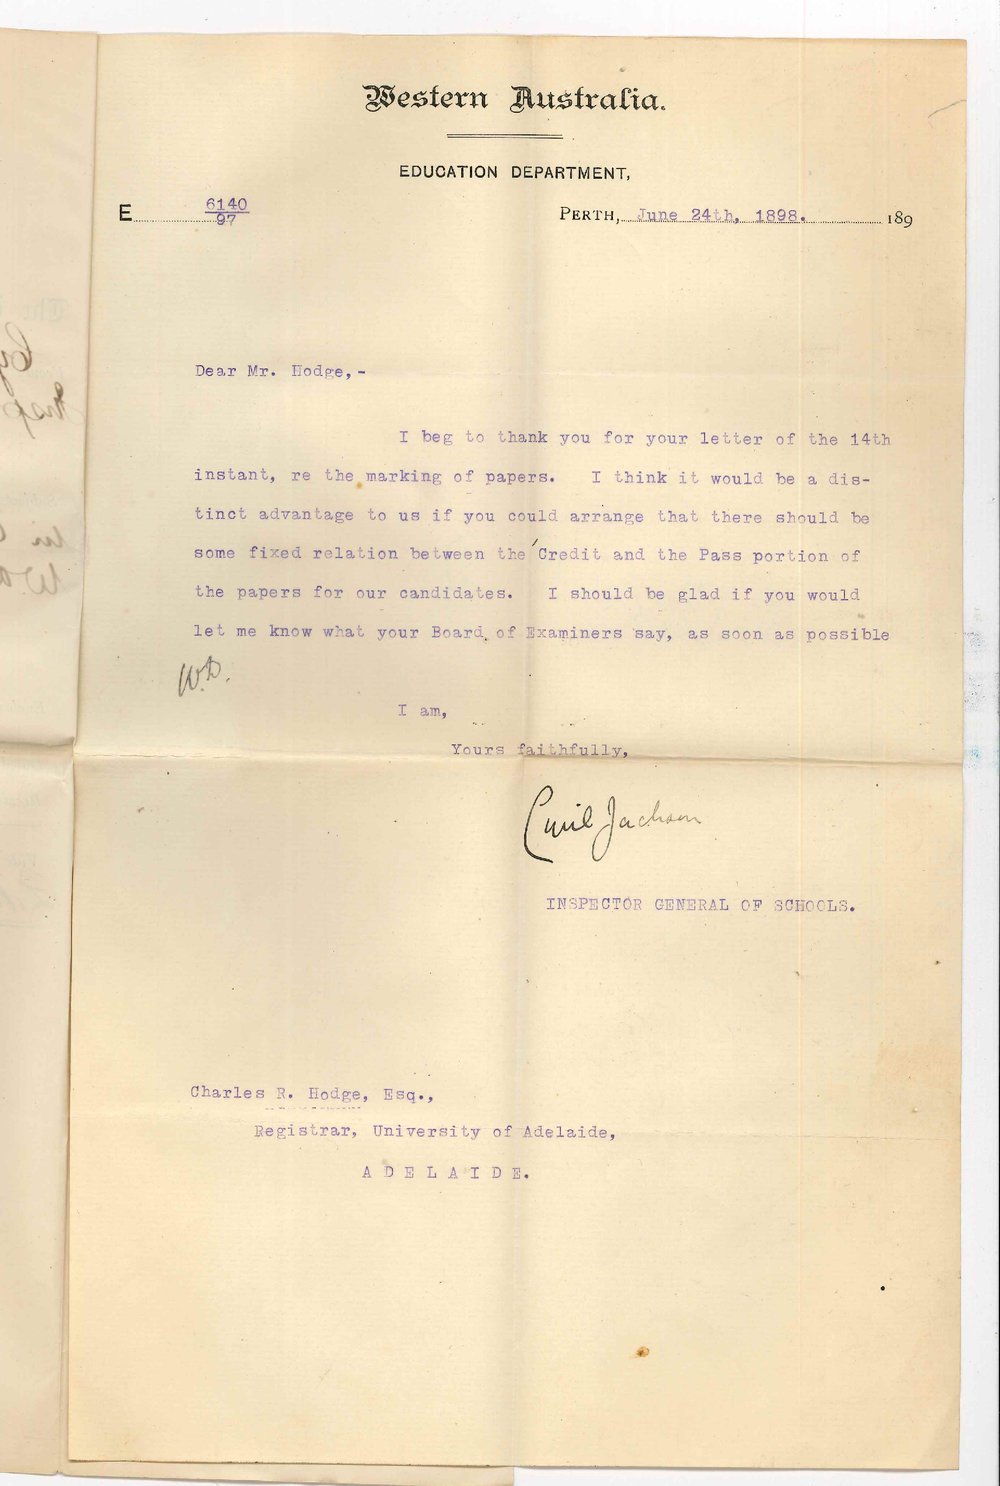 Western Australia.
EDUCATION DEPARTMENT,
E 6140
97
PERTH, June 24th, 1898. 189
Dear Mr. Hodge,-
I beg to thank you for your letter of the 14th
instant, re the marking of papers. I think it would be a dis-
tinct advantage to us if you could arrange that there should be
some fixed relation between the Credit and the Pass portion of
the papers for our candidates. I should be glad if you would
let me know what your Board of Examiners say, as soon as possible
W.D.
I am,
Yours faithfully,
Cyril Jackson
INSPECTOR GENERAL OF SCHOOLS.
Charles R. Hodge, Esq.,
Registrar, University of Adelaide,
ADELAIDE.